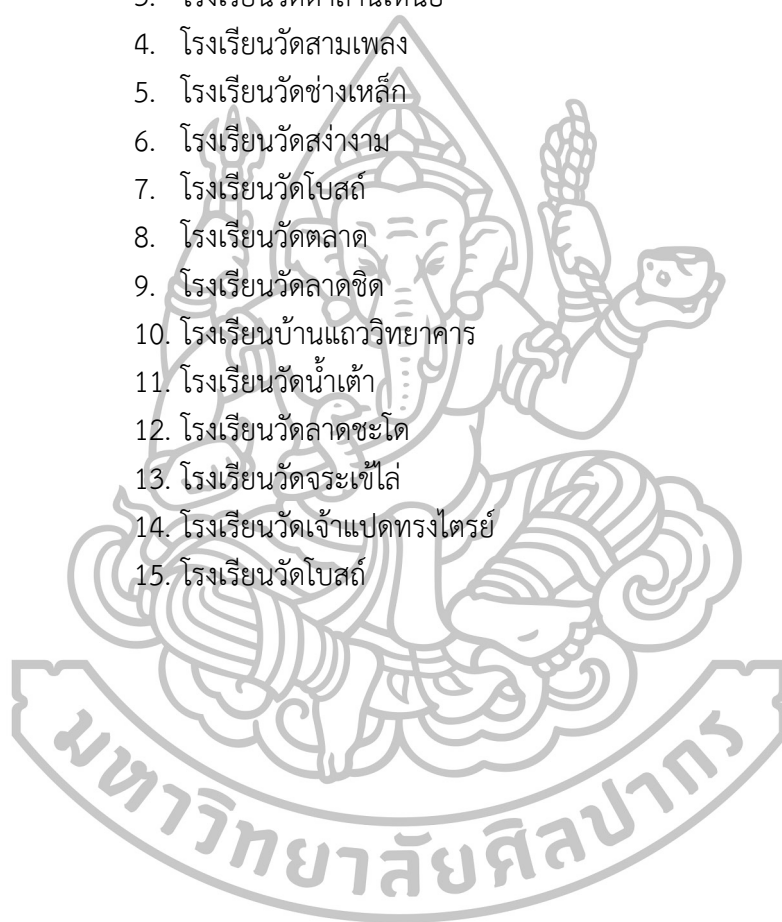 4. โรงเรียนวัดสามเพลง
5. โรงเรียนวัดช่างเหล็ก
6. โรงเรียนวัดสง่างาม
7. โรงเรียนวัดโบสถ์
8. โรงเรียนวัดตลาด
9. โรงเรียนวัดลาดชิด
10. โรงเรียนบ้านแถววิทยาคาร
11. โรงเรียนวัดน้ำเต้า
12. โรงเรียนวัดลาดชะโด
13. โรงเรียนวัดจระเข้ไล่
14. โรงเรียนวัดเจ้าแปดทรงไตรย์
15. โรงเรียนวัดโบสถ์
มหาวิทยาลัยศิลปากร